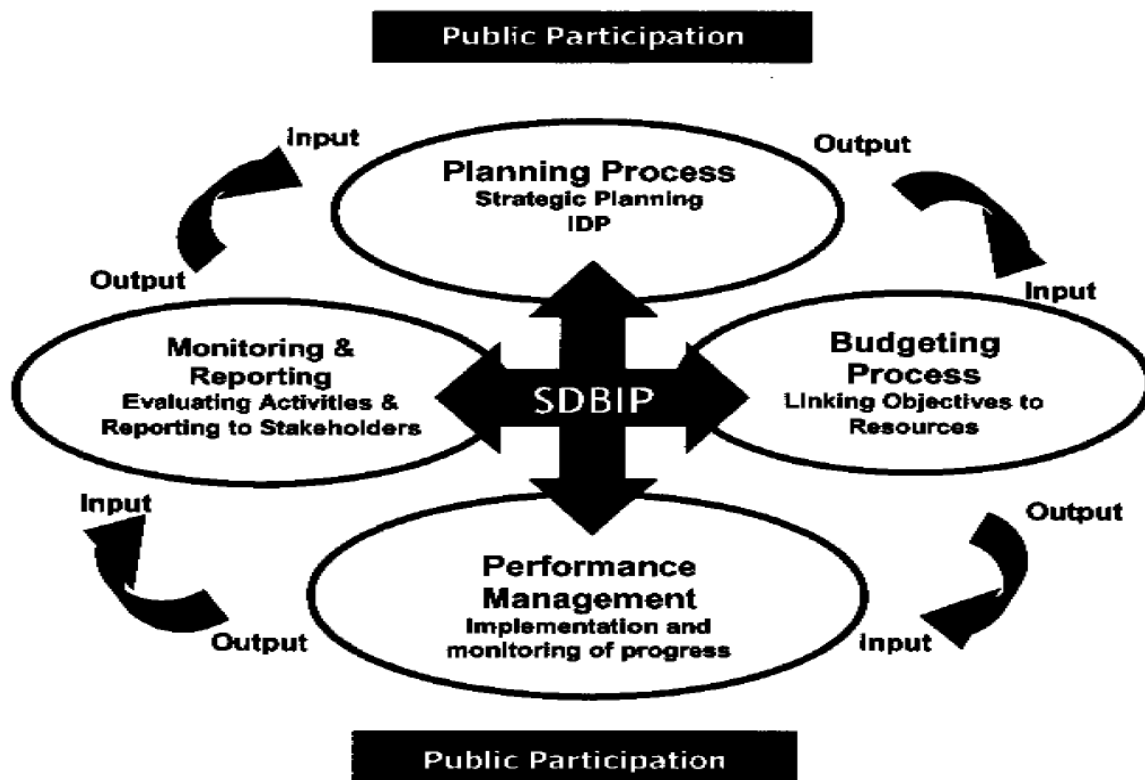 Public Participation
Input
Output
Planning Process
Strategic Planning
IDP
Output
Input
Monitoring &
Reporting
Evaluating Activities &
Reporting to Stakeholders
SDBIP
Budgeting
Process
Linking Objectives to
Resources
Input
Output
Performance
Management
Implementation and
monitoring of progress
Output
Input
Public Participation